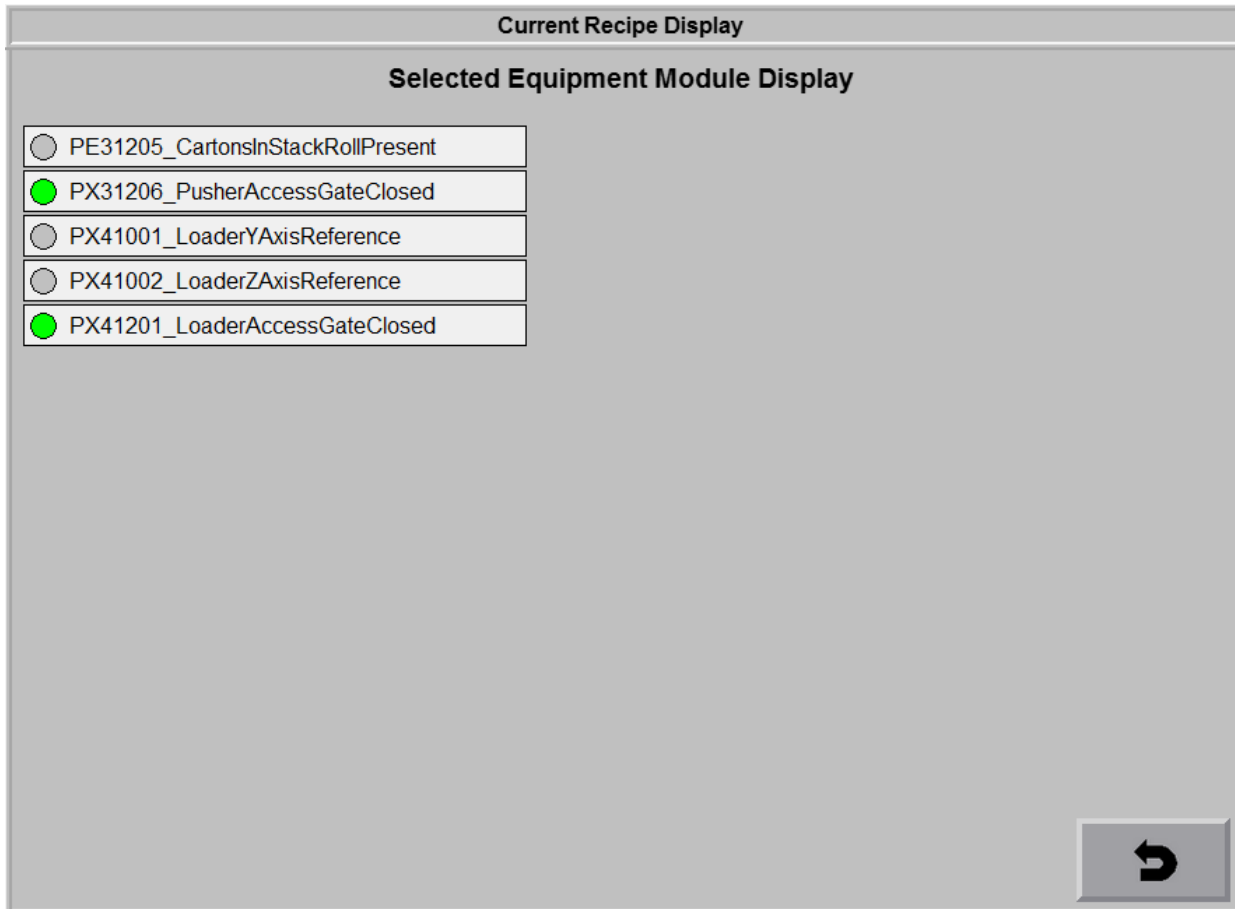 Current Recipe Display
Selected Equipment Module Display
PE31205_CartonsInStackRollPresent
PX31206_PusherAccessGateClosed
PX41001_LoaderYAxisReference
PX41002_LoaderZAxisReference
PX41201_LoaderAccessGateClosed